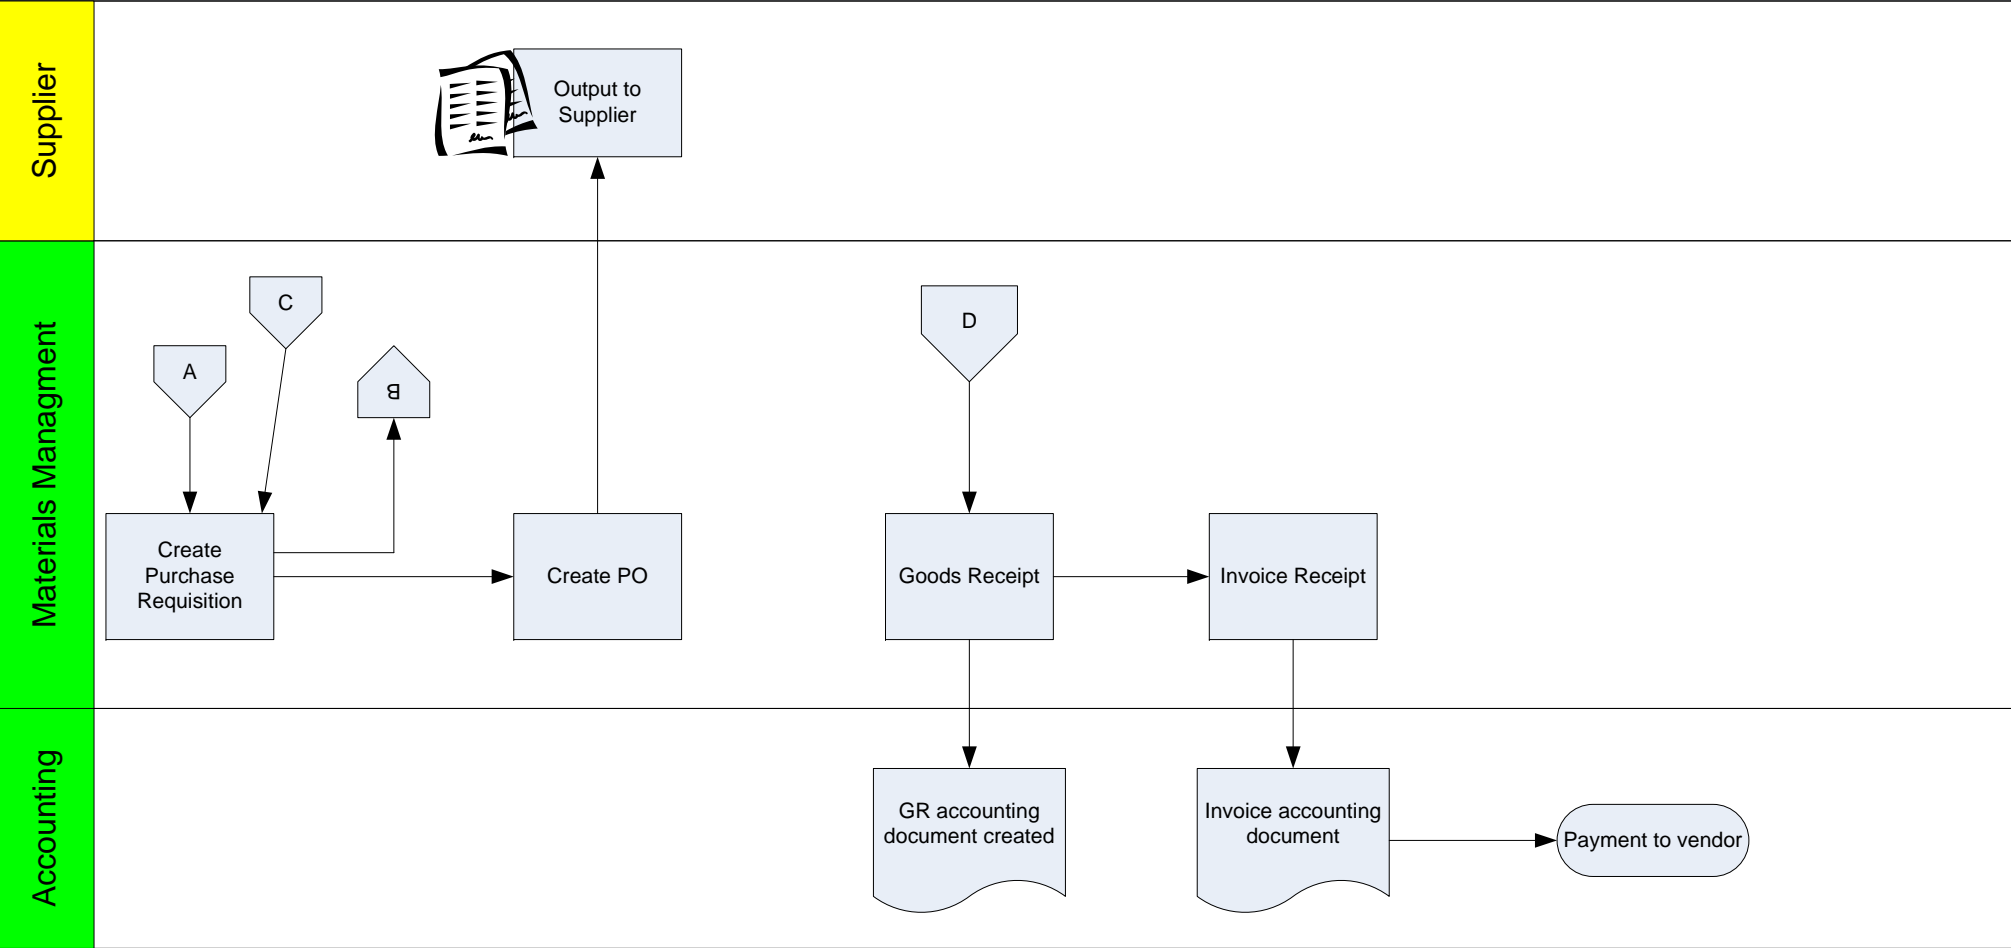 Supplier
Output to
Supplier
Materials Managment
C
A
B
D
Create
Purchase
Requisition
Create PO
Goods Receipt
Invoice Receipt
Accounting
GR accounting
document created
Invoice accounting
document
Payment to vendor